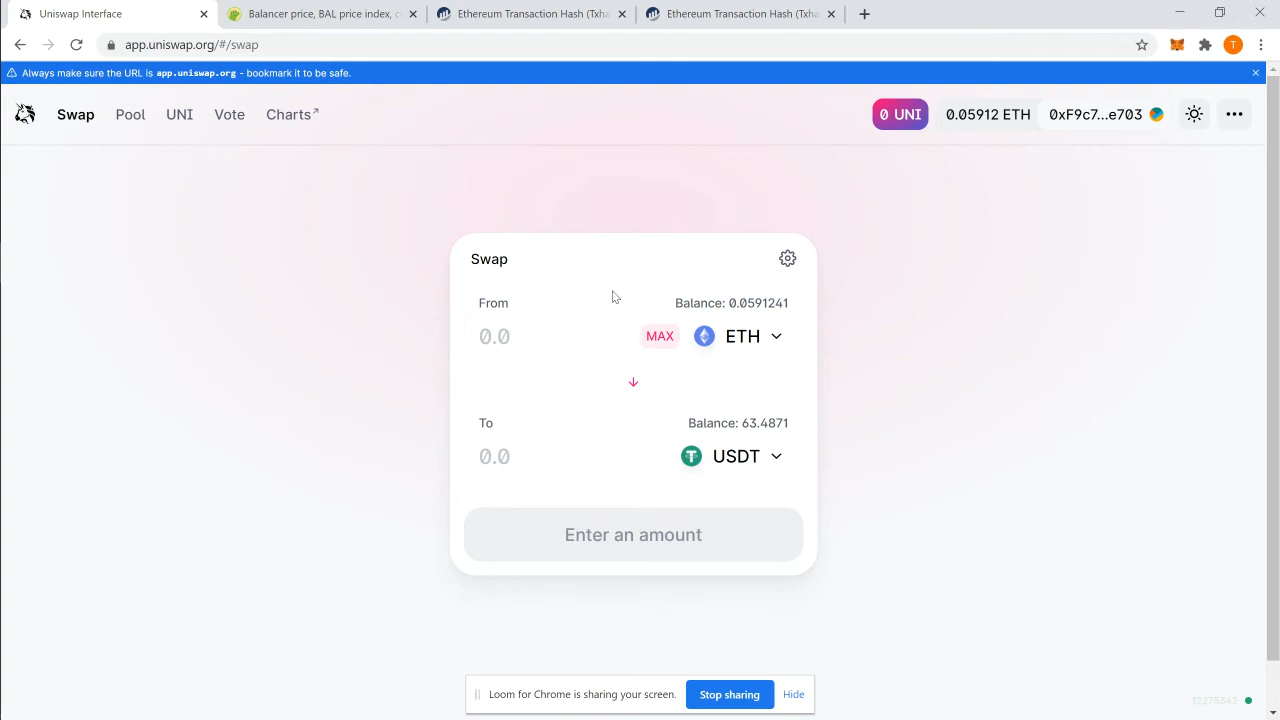 Uniswap Interface
Balancer price, BAL price index, c
Ethereum Transaction Hash (Txha
Ethereum Transaction Hash (Txha
app.uniswap.org/#/swap
T
Always make sure the URL is app.uniswap.org - bookmark it to be safe.
Swap Pool UNI Vote Charts↗
0 UNI 0.05912 ETH 0xF9c7...e703
Swap
From Balance: 0.0591241
0.0 MAX ETH
To Balance: 63.4871
0.0 USDT
Enter an amount
Loom for Chrome is sharing your screen. Stop sharing Hide
12275342